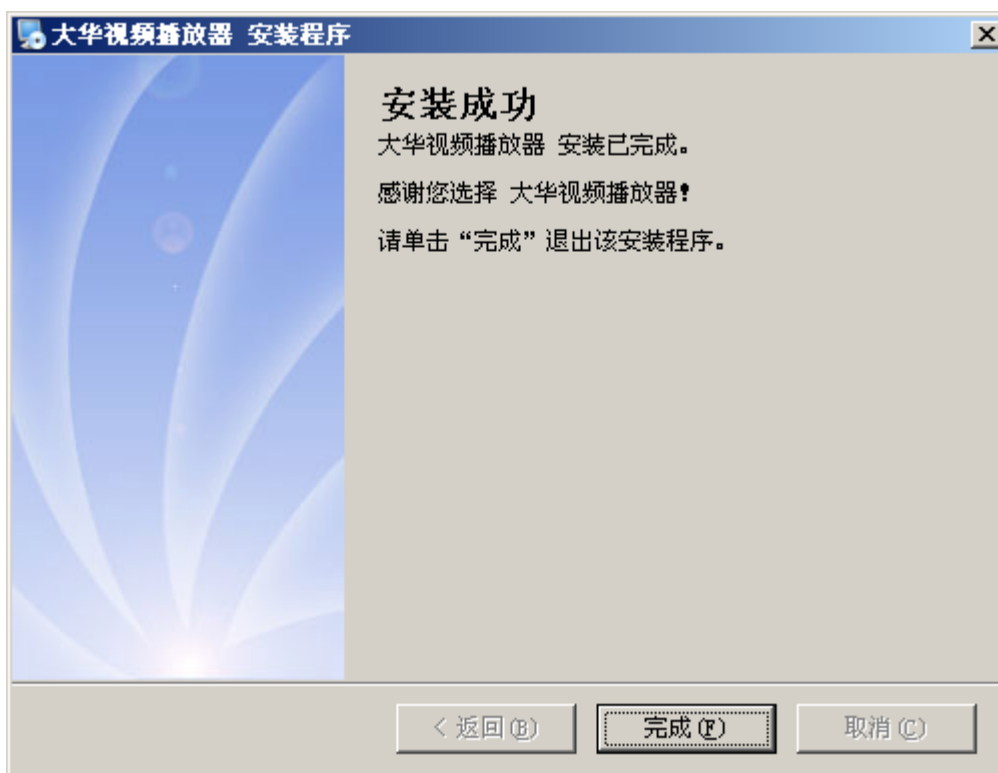 大华视频播放器 安装程序
安装成功
大华视频播放器 安装已完成。
感谢您选择 大华视频播放器!
请单击“完成”退出该安装程序。
< 返回(B)
完成(F)
取消(C)